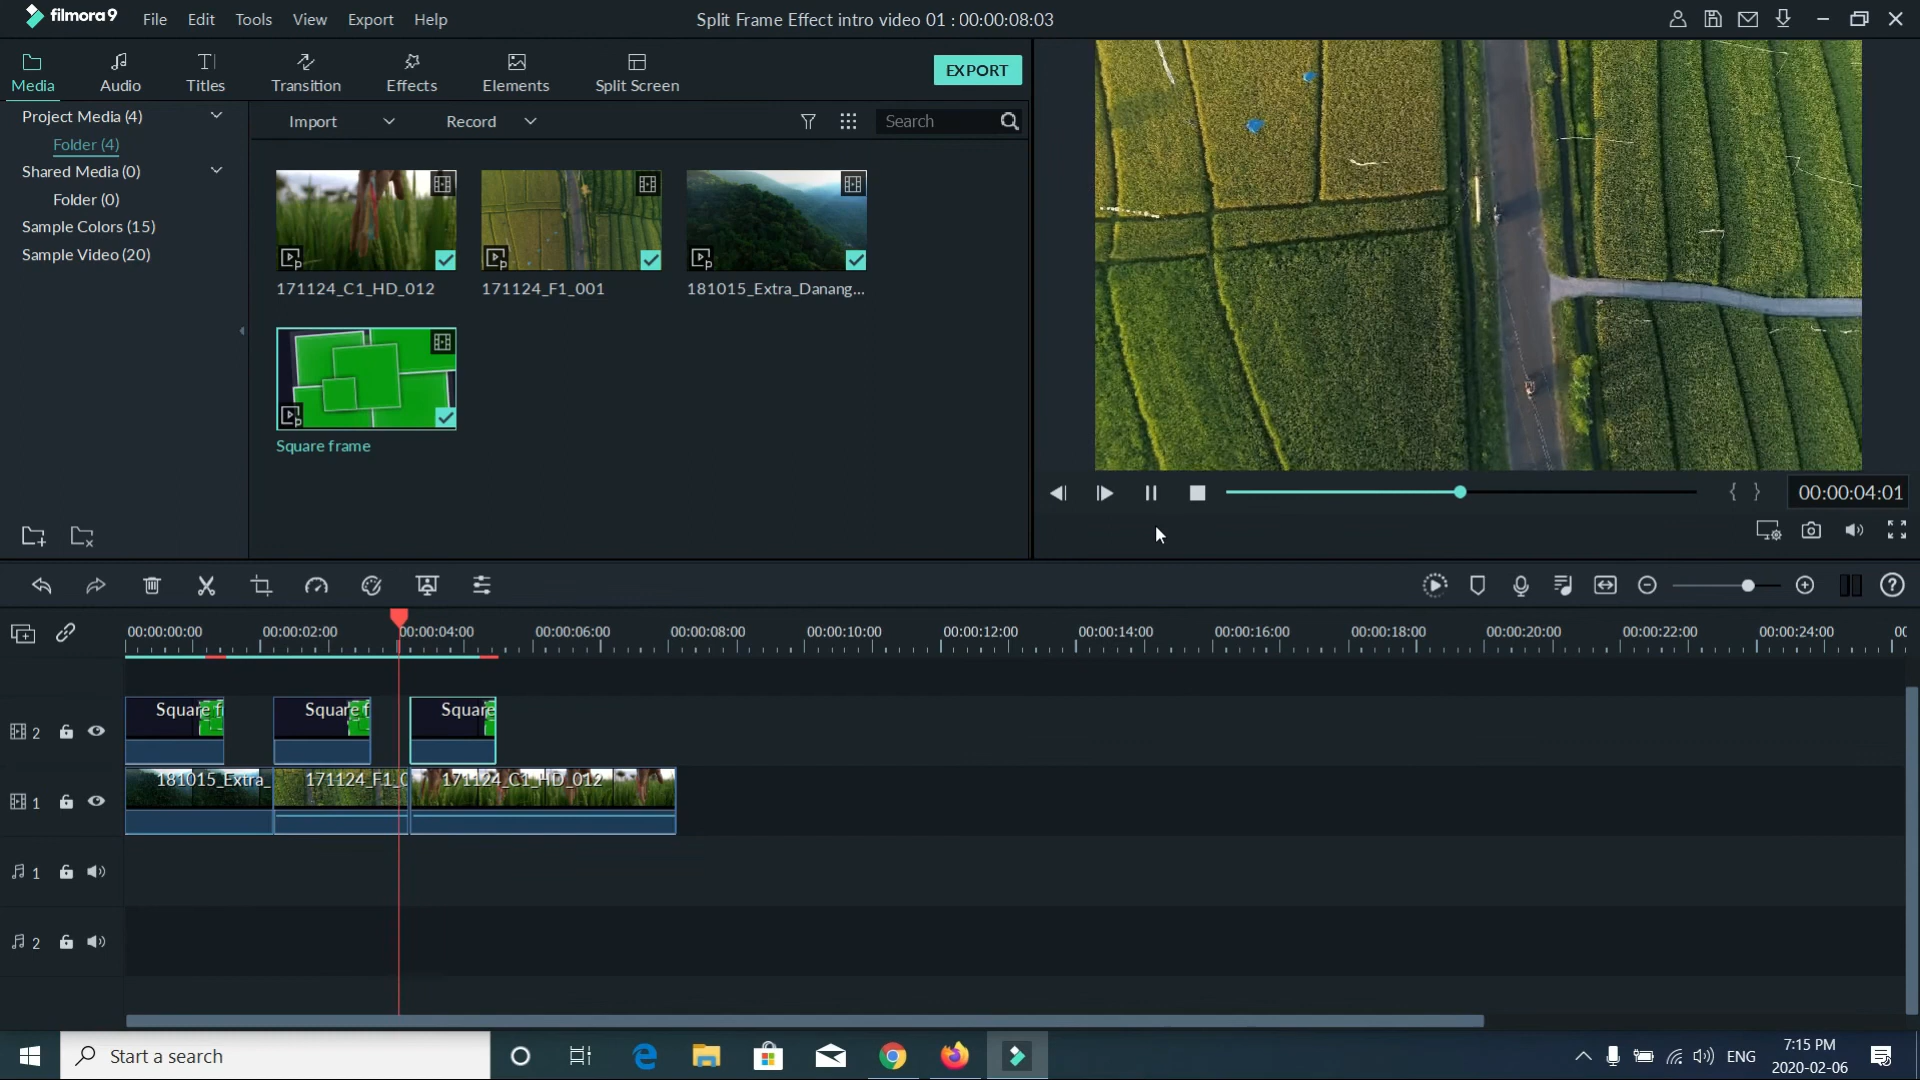 filmora9 File Edit Tools View Export Help Split Frame Effect intro video 01 : 00:00:08:03
Media Audio Titles Transition Effects Elements Split Screen EXPORT
Project Media (4)
Folder (4)
Shared Media (0)
Folder (0)
Sample Colors (15)
Sample Video (20)
Import Record Search
171124_C1_HD_012 171124_F1_001 181015_Extra_Danang...
Square frame
00:00:04:01
00:00:00:00 00:00:02:00 00:00:04:00 00:00:06:00 00:00:08:00 00:00:10:00 00:00:12:00 00:00:14:00 00:00:16:00 00:00:18:00 00:00:20:00 00:00:22:00 00:00:24:00 00
2 Square f Square f Square
1 181015_Extra_ 171124_F1_0 171124_C1_HD_012
1
2
Start a search
ENG
7:15 PM
2020-02-06